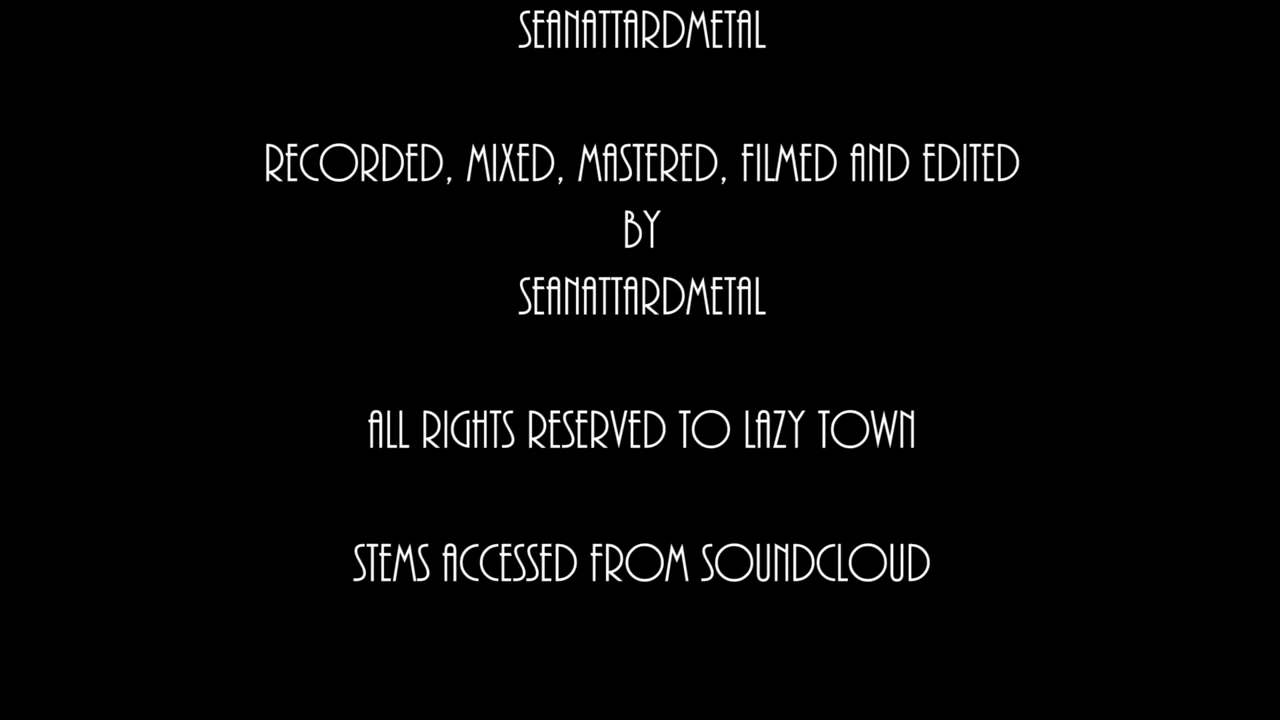 SEANATTARDMETAL
RECORDED, MIXED, MASTERED, FILMED AND EDITED
BY
SEANATTARDMETAL
ALL RIGHTS RESERVED TO LAZY TOWN
STEMS ACCESSED FROM SOUNDCLOUD